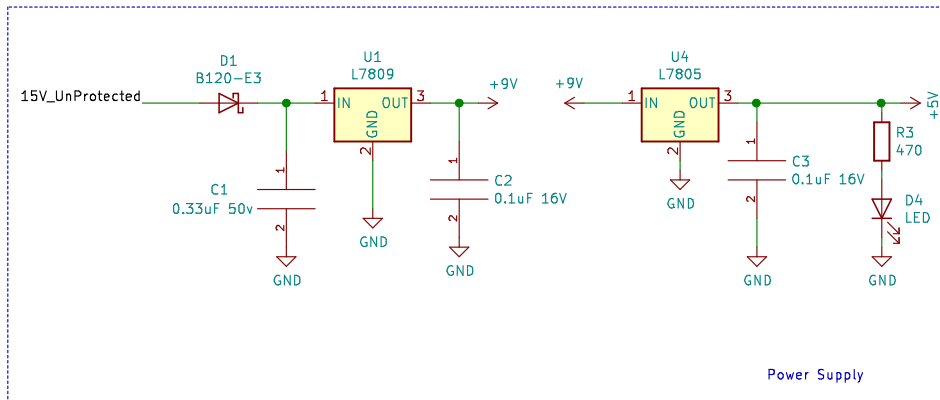 D1
B120-E3
15V_UnProtected
U1
L7809
1
IN
OUT
3
GND
2
+9V
C1
0.33uF 50v
1
2
GND
GND
C2
0.1uF 16V
1
2
GND
+9V
U4
L7805
1
IN
OUT
3
GND
2
GND
C3
0.1uF 16V
1
2
GND
+5V
R3
470
D4
LED
GND
Power Supply